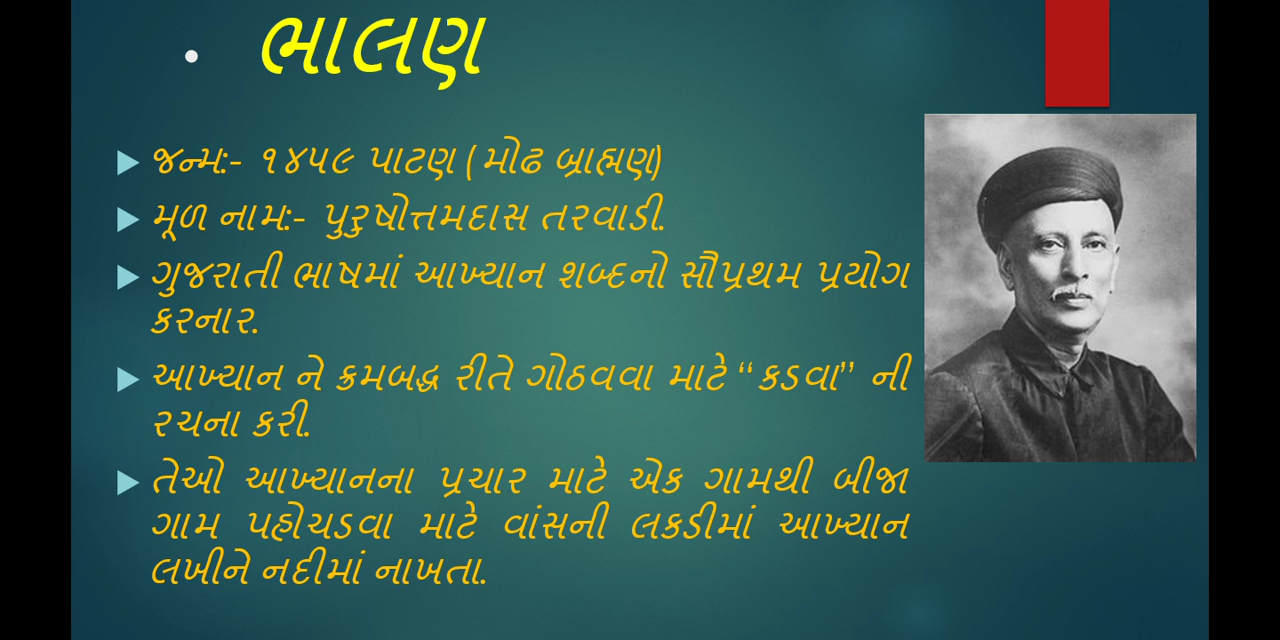 • ભાલણ
જન્મ:- ૧૪૫૯ પાટણ ( મોઢ બ્રાહ્મણ)
મૂળ નામ:- પુરુષોત્તમદાસ તરવાડી.
ગુજરાતી ભાષમાં આખ્યાન શબ્દનો સૌપ્રથમ પ્રયોગ
કરનાર.
આખ્યાન ને ક્રમબદ્ધ રીતે ગોઠવવા માટે “ કડવા” ની
રચના કરી.
તેઓ આખ્યાનના પ્રચાર માટે એક ગામથી બીજા
ગામ પહોચડવા માટે વાંસની લકડીમાં આખ્યાન
લખીને નદીમાં નાખતા.